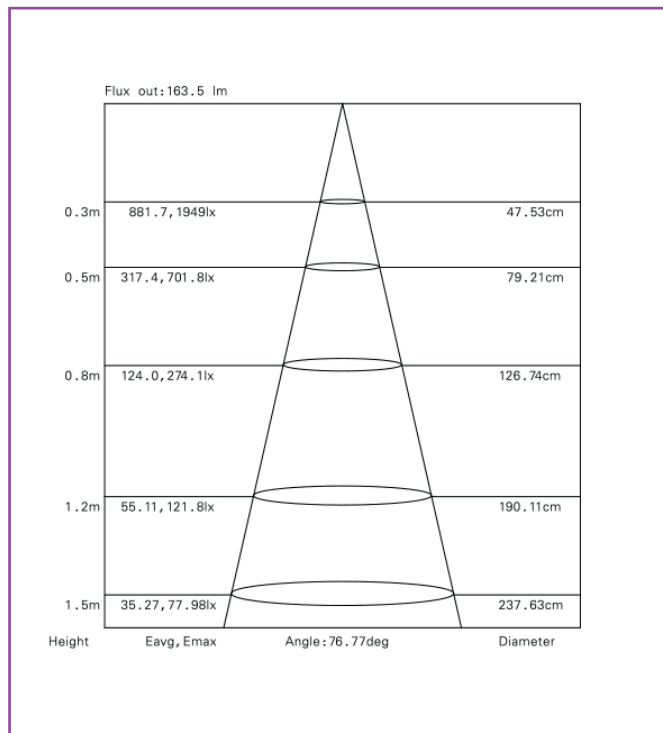 Flux out:163.5 lm
0.3m 881.7,1949lx 47.53cm
0.5m 317.4,701.8lx 79.21cm
0.8m 124.0,274.1lx 126.74cm
1.2m 55.11,121.8lx 190.11cm
1.5m 35.27,77.98lx 237.63cm
Height Eavg,Emax Angle:76.77deg Diameter